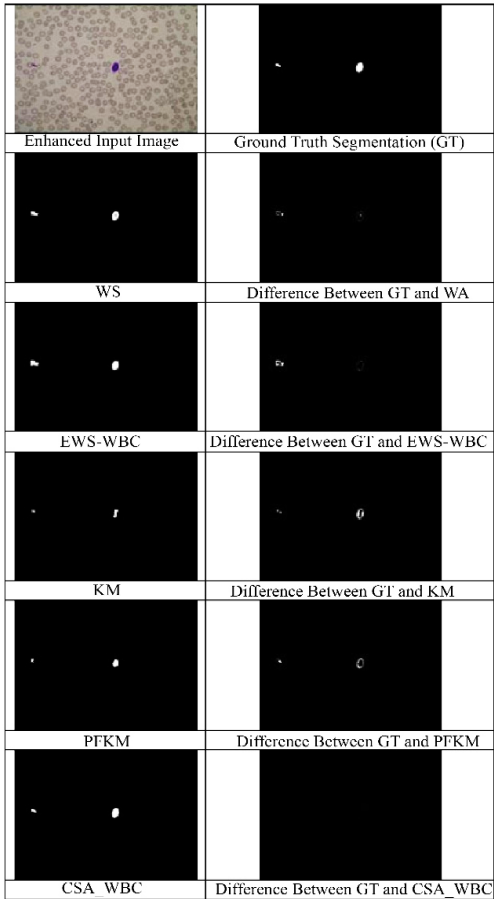 Enhanced Input Image
Ground Truth Segmentation (GT)
WS
Difference Between GT and WA
EWS-WBC
Difference Between GT and EWS-WBC
KM
Difference Between GT and KM
PFKM
Difference Between GT and PFKM
CSA_WBC
Difference Between GT and CSA_WBC